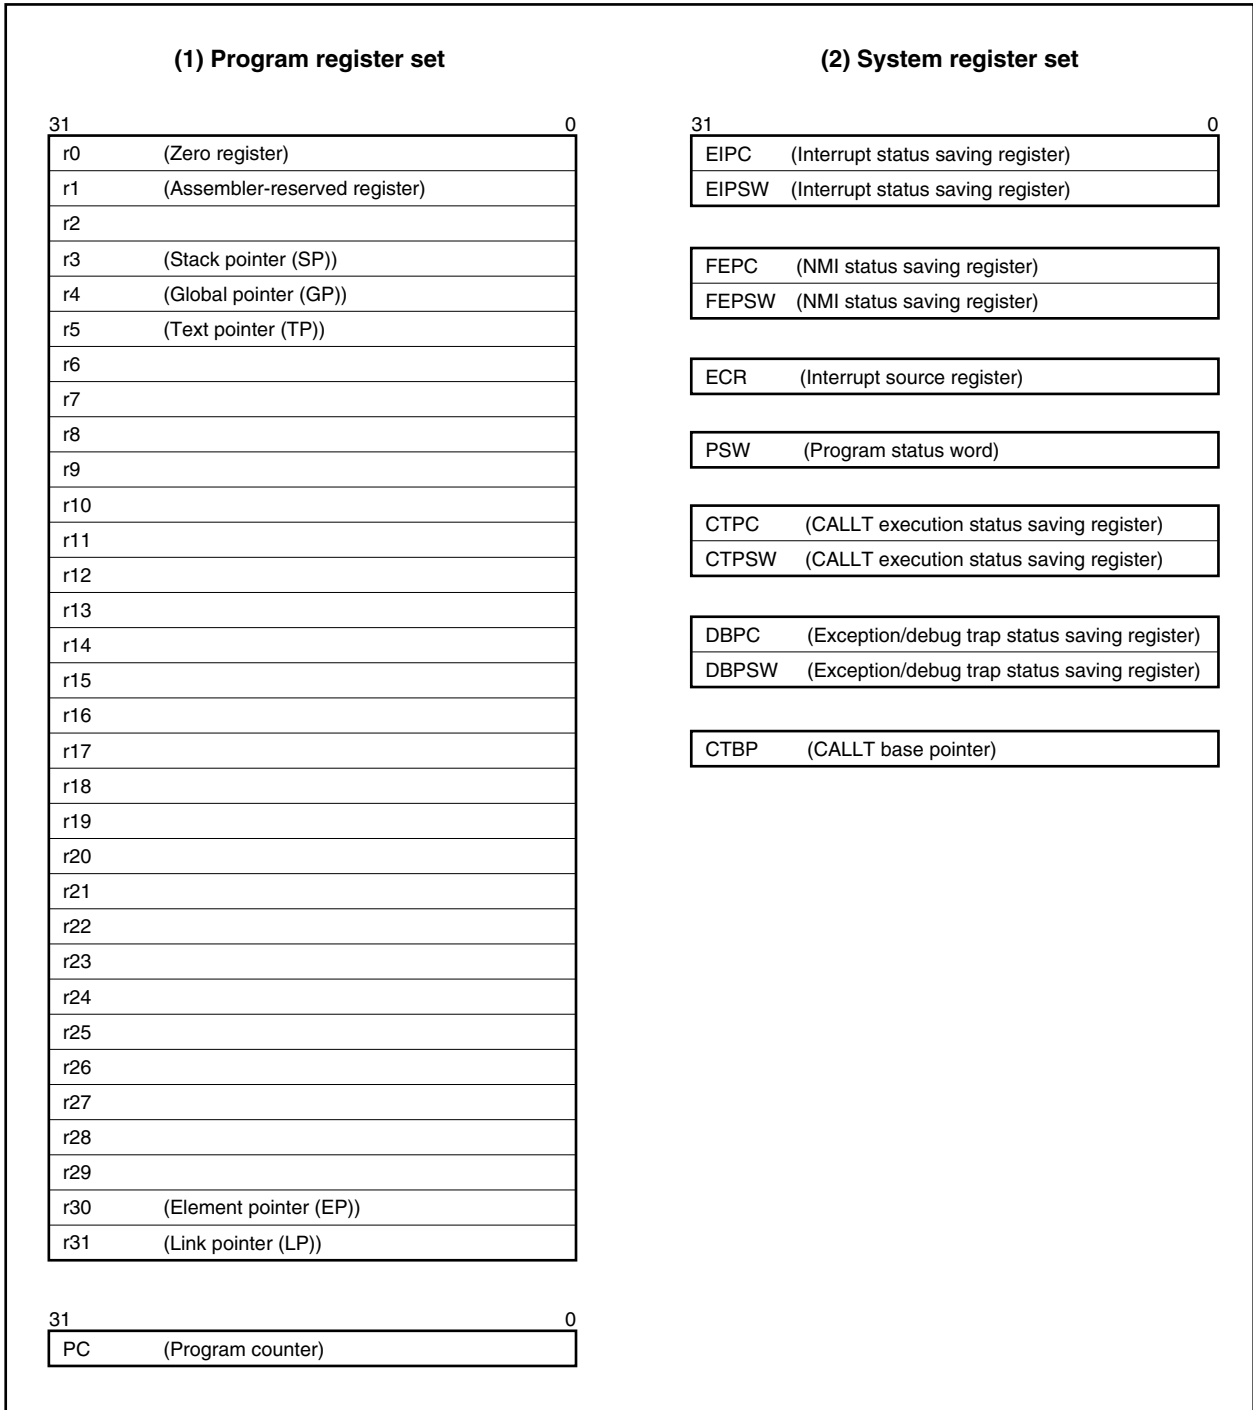 (1) Program register set
31 0
r0 (Zero register)
r1 (Assembler-reserved register)
r2
r3 (Stack pointer (SP))
r4 (Global pointer (GP))
r5 (Text pointer (TP))
r6
r7
r8
r9
r10
r11
r12
r13
r14
r15
r16
r17
r18
r19
r20
r21
r22
r23
r24
r25
r26
r27
r28
r29
r30 (Element pointer (EP))
r31 (Link pointer (LP))
31 0
PC (Program counter)
(2) System register set
31 0
EIPC (Interrupt status saving register)
EIPSW (Interrupt status saving register)
FEPC (NMI status saving register)
FEPSW (NMI status saving register)
ECR (Interrupt source register)
PSW (Program status word)
CTPC (CALLT execution status saving register)
CTPSW (CALLT execution status saving register)
DBPC (Exception/debug trap status saving register)
DBPSW (Exception/debug trap status saving register)
CTBP (CALLT base pointer)